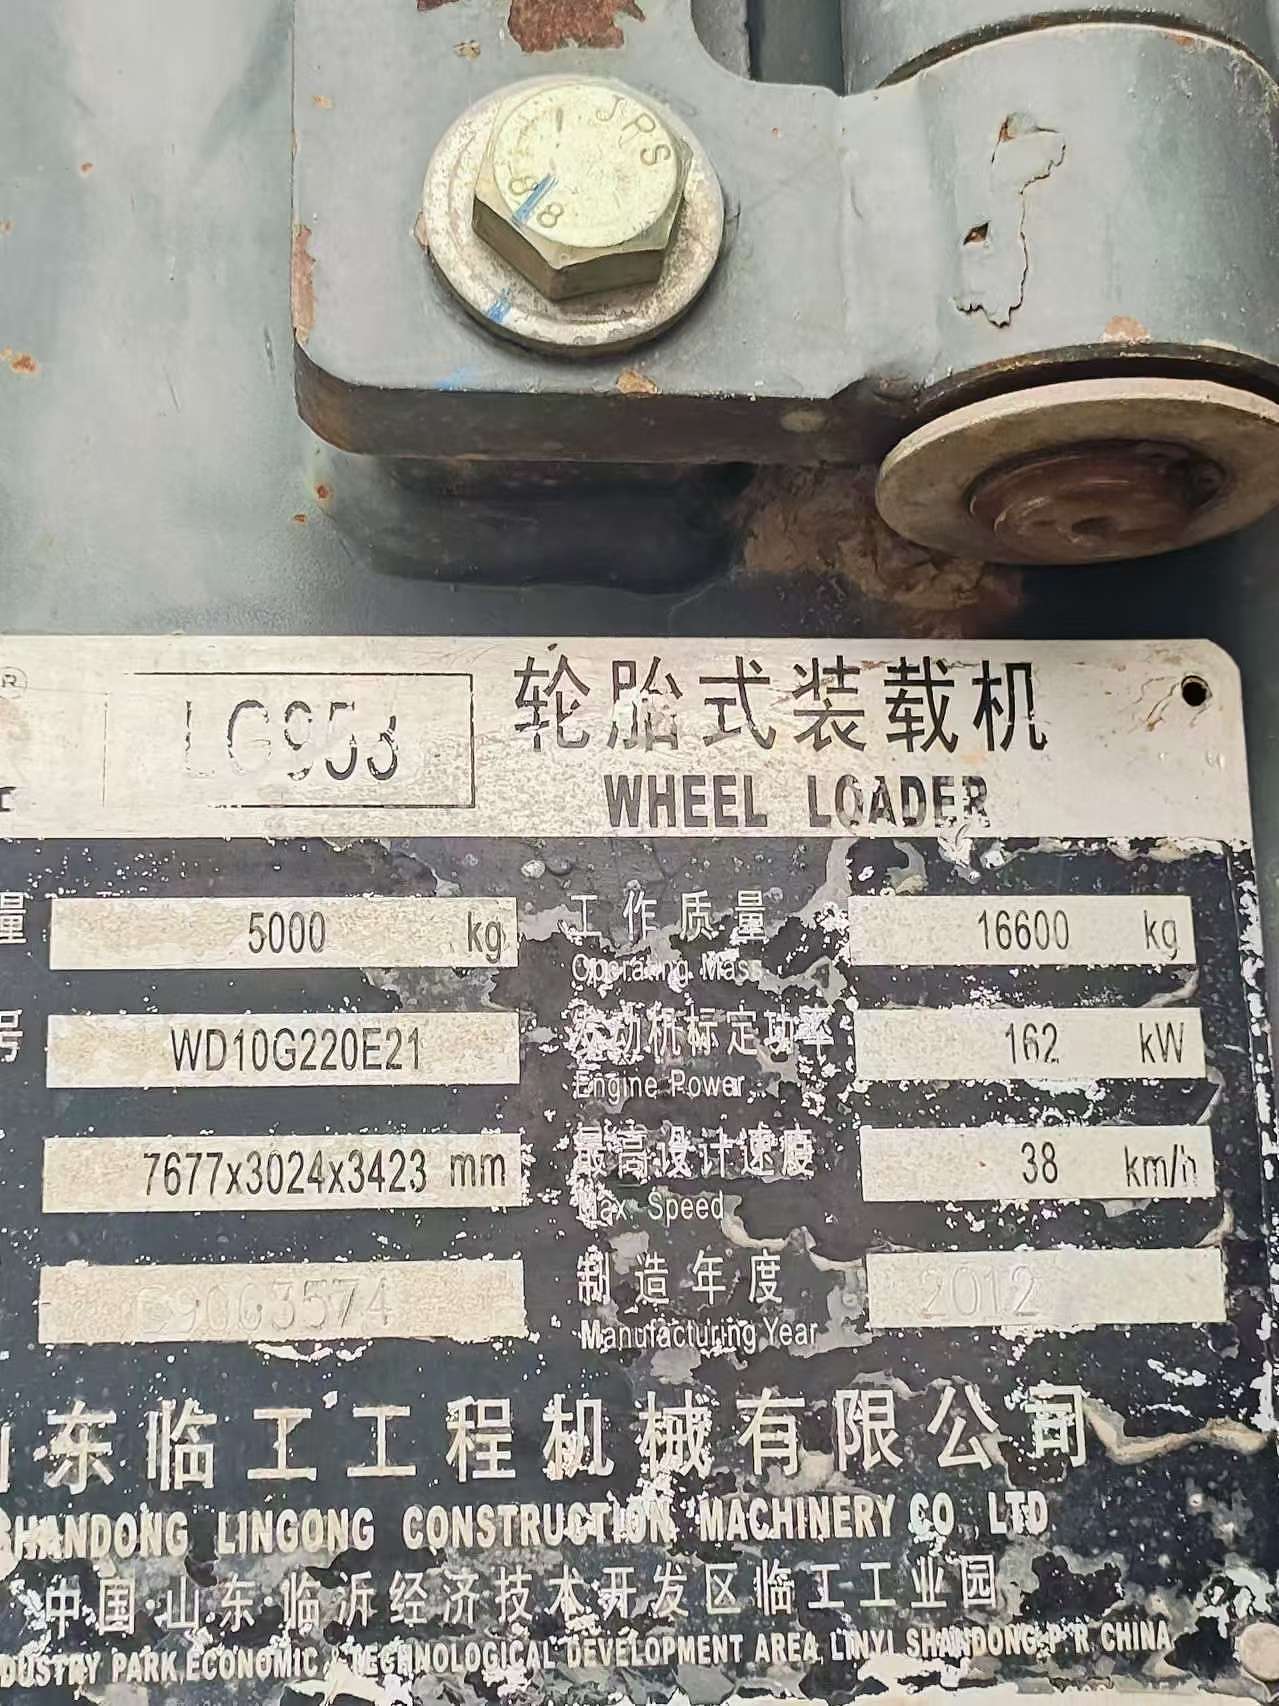 JRS
8.8
®
LG953
轮胎式装载机
WHEEL LOADER
量 5000 kg
工作质量 16600 kg
Operating Mass
号 WD10G220E21
发动机标定功率 162 kW
Engine Power
7677x3024x3423 mm
最高设计速度 38 km/h
Max Speed
3574
制造年度 2012
Manufacturing Year
山东临工工程机械有限公司
SHANDONG LINGONG CONSTRUCTION MACHINERY CO LTD
中国·山东·临沂经济技术开发区临工工业园
DUSTRY PARK, ECONOMIC & TECHNOLOGICAL DEVELOPMENT AREA, LINYI SHANDONG P R CHINA